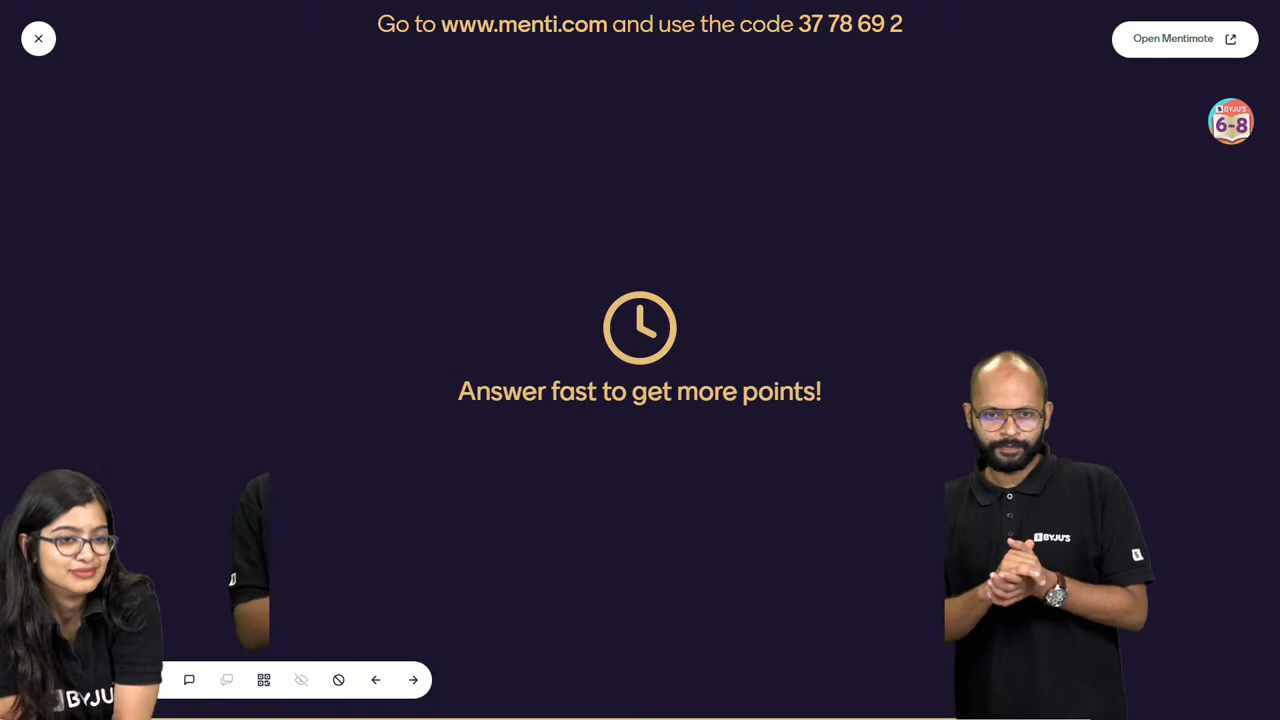 Go to www.menti.com and use the code 37 78 69 2
Open Mentimote
BYJU'S
6-8
Answer fast to get more points!
BYJU'S
BYJU'